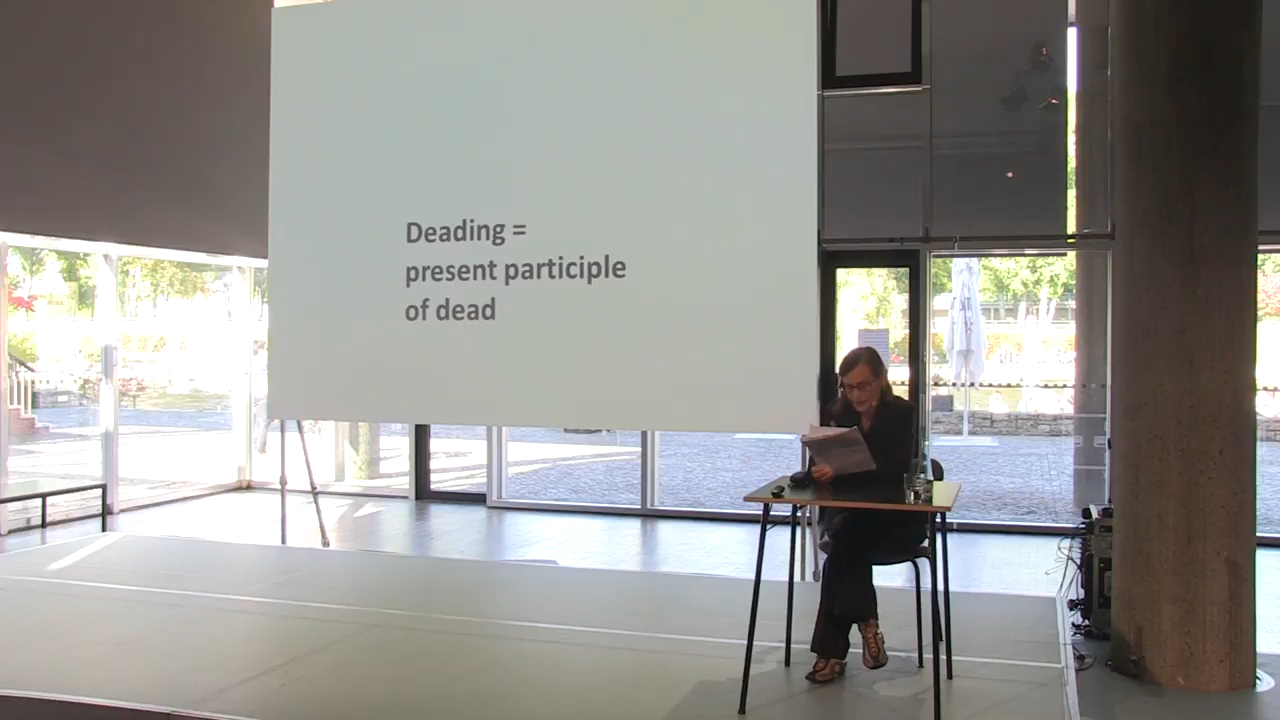 Deading =
present participle
of dead